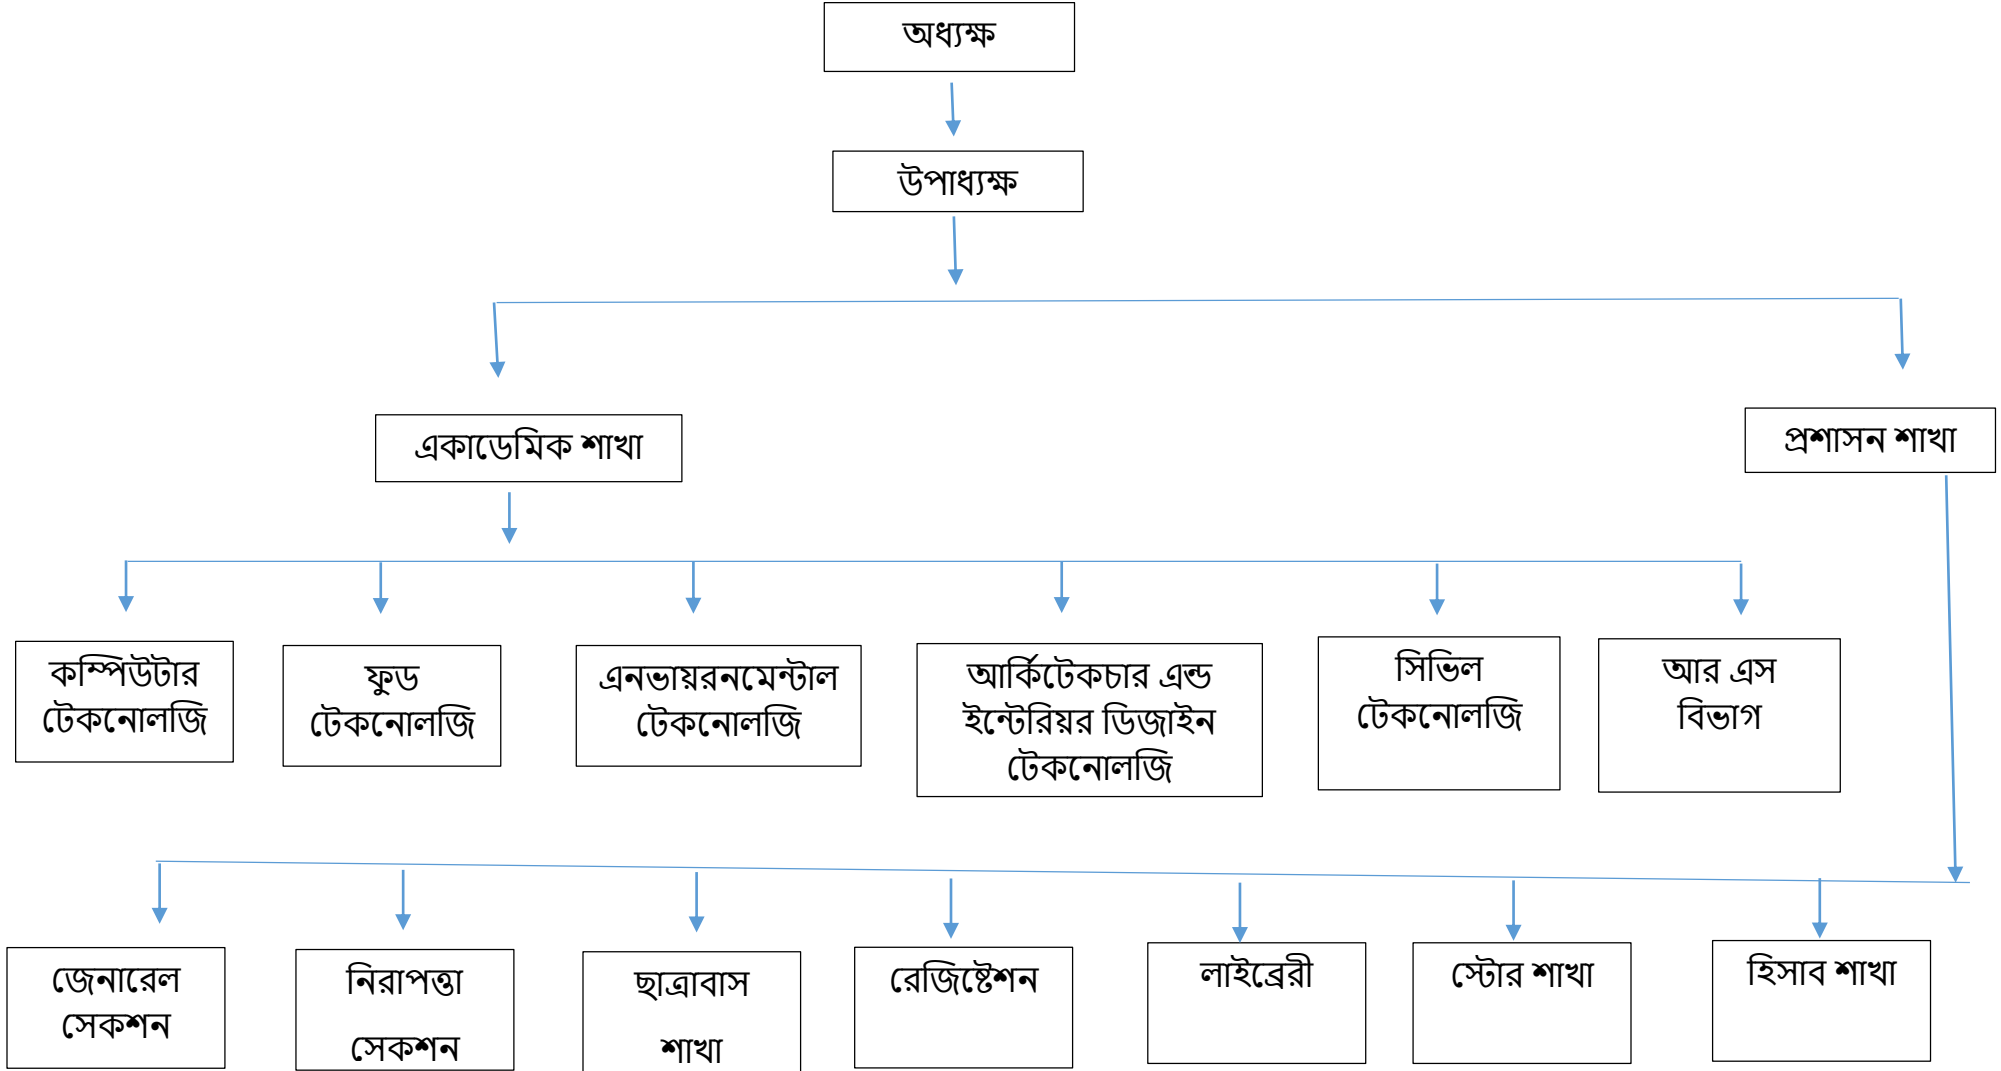 অধ্যক্ষ
উপাধ্যক্ষ
একাডেমিক শাখা
প্রশাসন শাখা
কম্পিউটার
টেকনোলজি
ফুড
টেকনোলজি
এনভায়রনমেন্টাল
টেকনোলজি
আর্কিটেকচার এন্ড
ইন্টেরিয়র ডিজাইন
টেকনোলজি
সিভিল
টেকনোলজি
আর এস
বিভাগ
জেনারেল
সেকশন
নিরাপত্তা
সেকশন
ছাত্রাবাস
শাখা
রেজিষ্টেশন
লাইব্রেরী
স্টোর শাখা
হিসাব শাখা